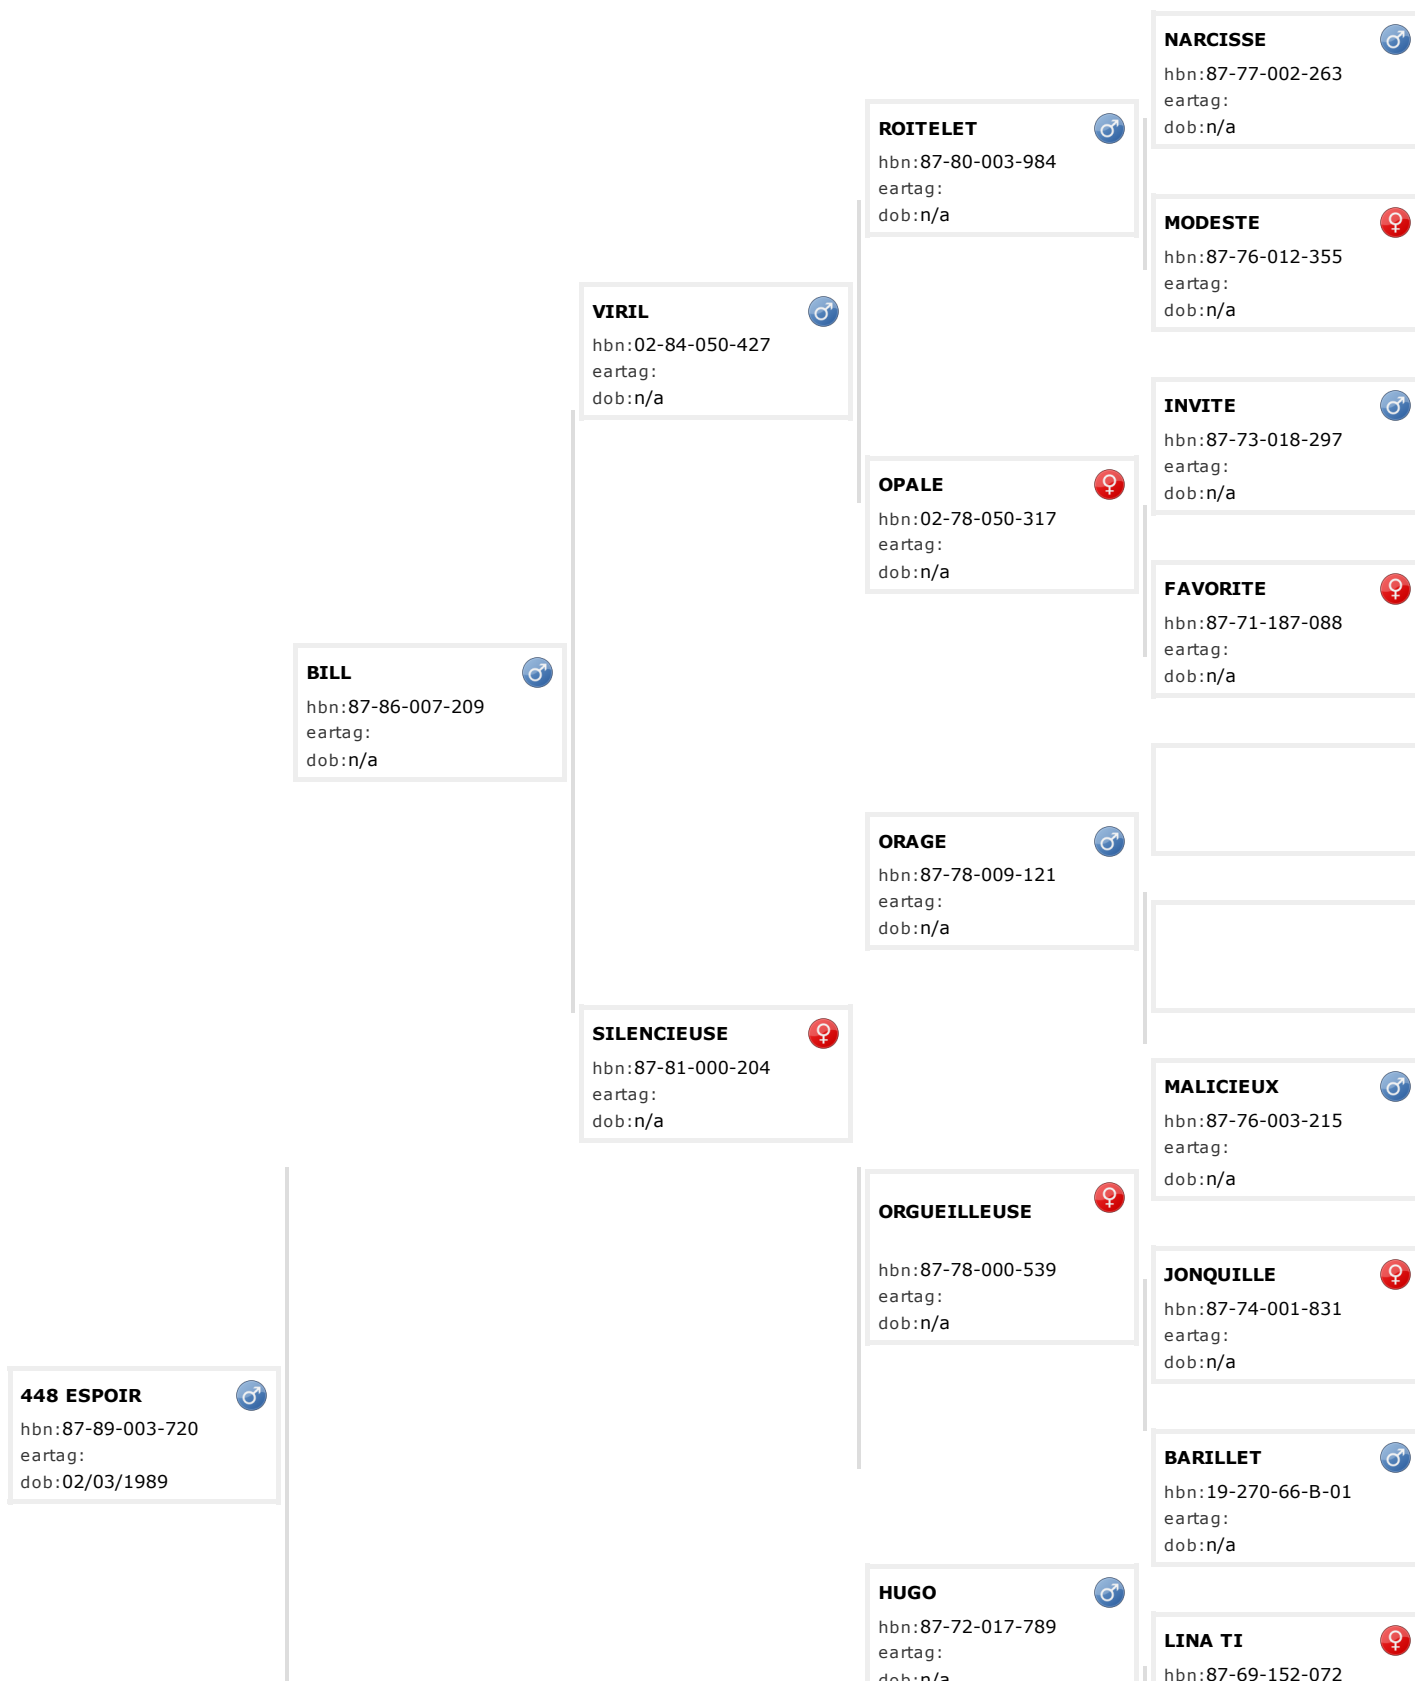 NARCISSE
hbn:87-77-002-263
eartag:
dob:n/a
ROITELET
hbn:87-80-003-984
eartag:
dob:n/a
MODESTE
hbn:87-76-012-355
eartag:
dob:n/a
VIRIL
hbn:02-84-050-427
eartag:
dob:n/a
INVITE
hbn:87-73-018-297
eartag:
dob:n/a
OPALE
hbn:02-78-050-317
eartag:
dob:n/a
FAVORITE
hbn:87-71-187-088
eartag:
dob:n/a
BILL
hbn:87-86-007-209
eartag:
dob:n/a
ORAGE
hbn:87-78-009-121
eartag:
dob:n/a
SILENCIEUSE
hbn:87-81-000-204
eartag:
dob:n/a
MALICIEUX
hbn:87-76-003-215
eartag:
dob:n/a
ORGUEILLEUSE
hbn:87-78-000-539
eartag:
dob:n/a
JONQUILLE
hbn:87-74-001-831
eartag:
dob:n/a
448 ESPOIR
hbn:87-89-003-720
eartag:
dob:02/03/1989
BARILLET
hbn:19-270-66-B-01
eartag:
dob:n/a
HUGO
hbn:87-72-017-789
eartag:
dob:n/a
LINA TI
hbn:87-69-152-072